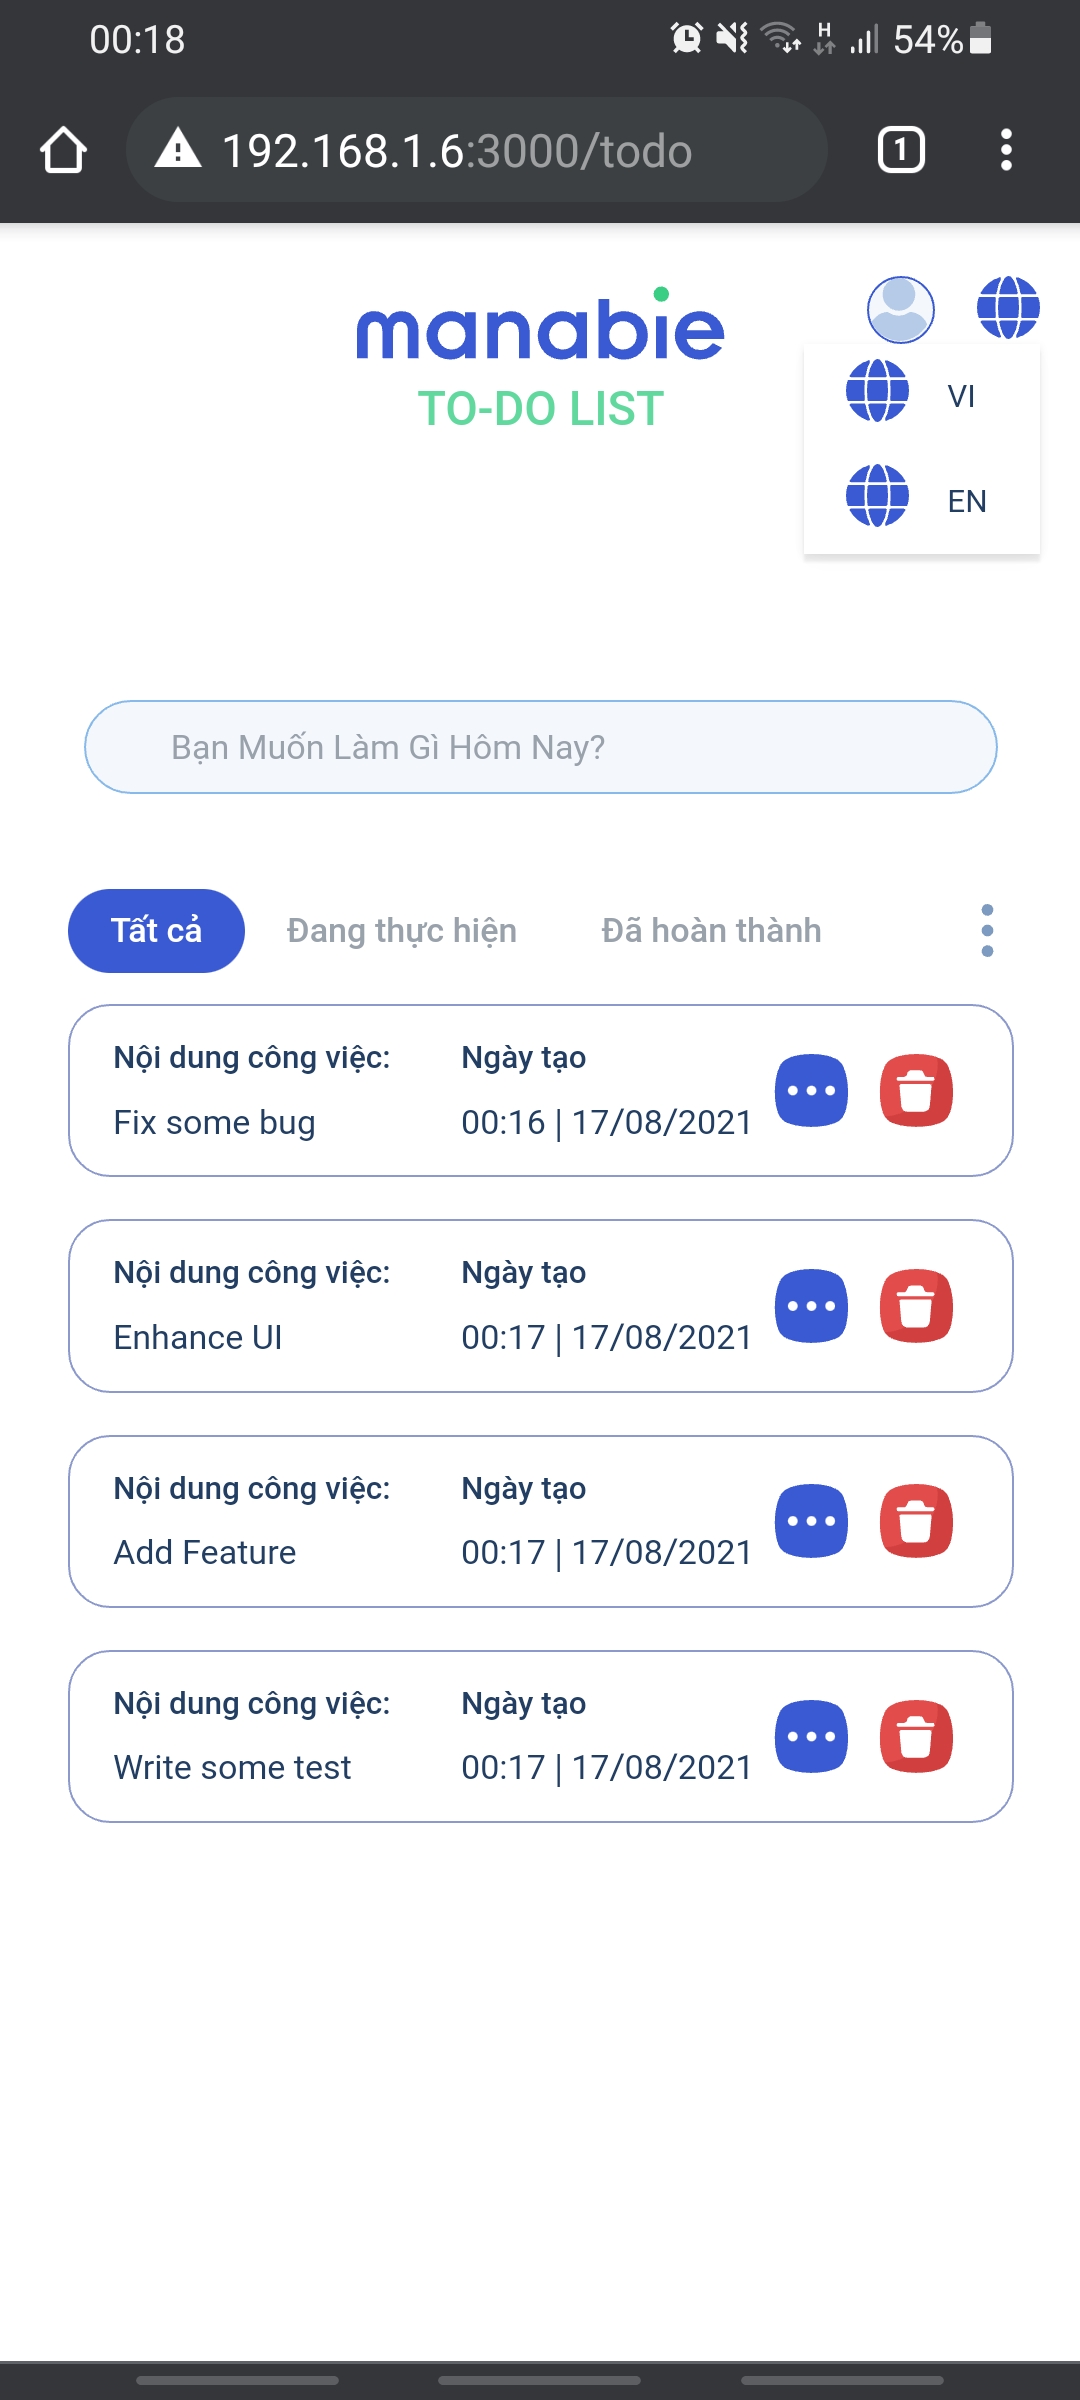 00:18
H
54%
192.168.1.6:3000/todo
1
manabie
TO-DO LIST
VI
EN
Bạn Muốn Làm Gì Hôm Nay?
Tất cả
Đang thực hiện
Đã hoàn thành
Nội dung công việc:
Ngày tạo
Fix some bug
00:16 | 17/08/2021
Nội dung công việc:
Ngày tạo
Enhance UI
00:17 | 17/08/2021
Nội dung công việc:
Ngày tạo
Add Feature
00:17 | 17/08/2021
Nội dung công việc:
Ngày tạo
Write some test
00:17 | 17/08/2021